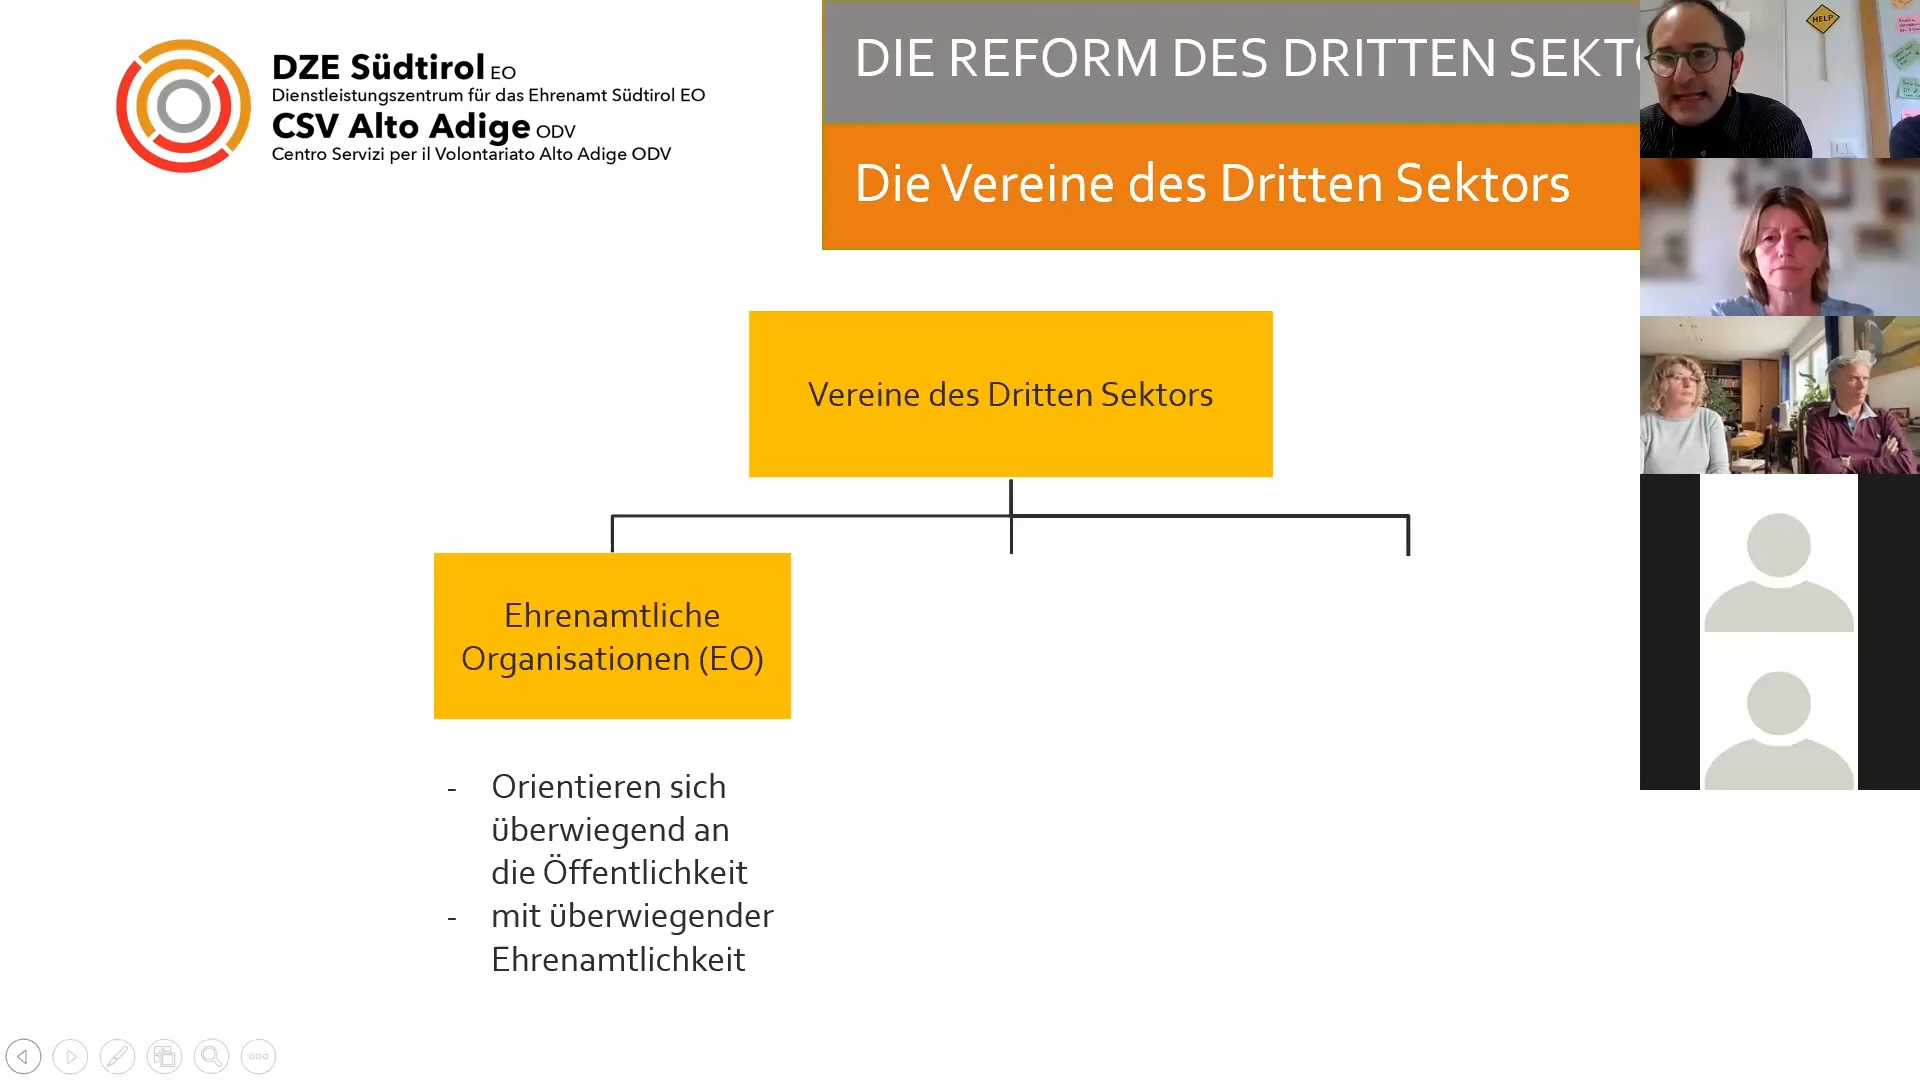 DZE Südtirol EO
Dienstleistungszentrum für das Ehrenamt Südtirol EO
CSV Alto Adige ODV
Centro Servizi per il Volontariato Alto Adige ODV
DIE REFORM DES DRITTEN SEKTO
Die Vereine des Dritten Sektors
HELP
Vereine des Dritten Sektors
Ehrenamtliche
Organisationen (EO)
- Orientieren sich
überwiegend an
die Öffentlichkeit
- mit überwiegender
Ehrenamtlichkeit